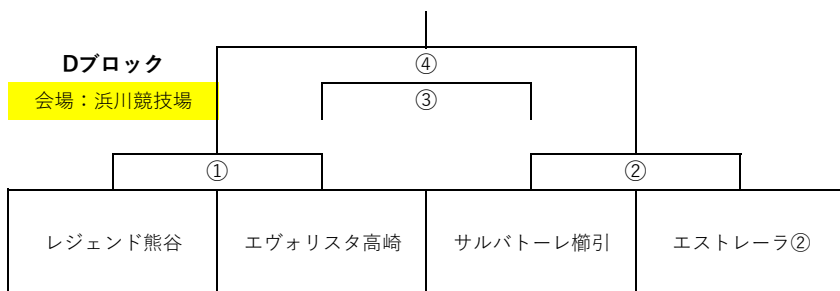 Dブロック
④
会場：浜川競技場
③
①
②
レジェンド熊谷
エヴォリスタ高崎
サルバトーレ櫛引
エストレーラ②